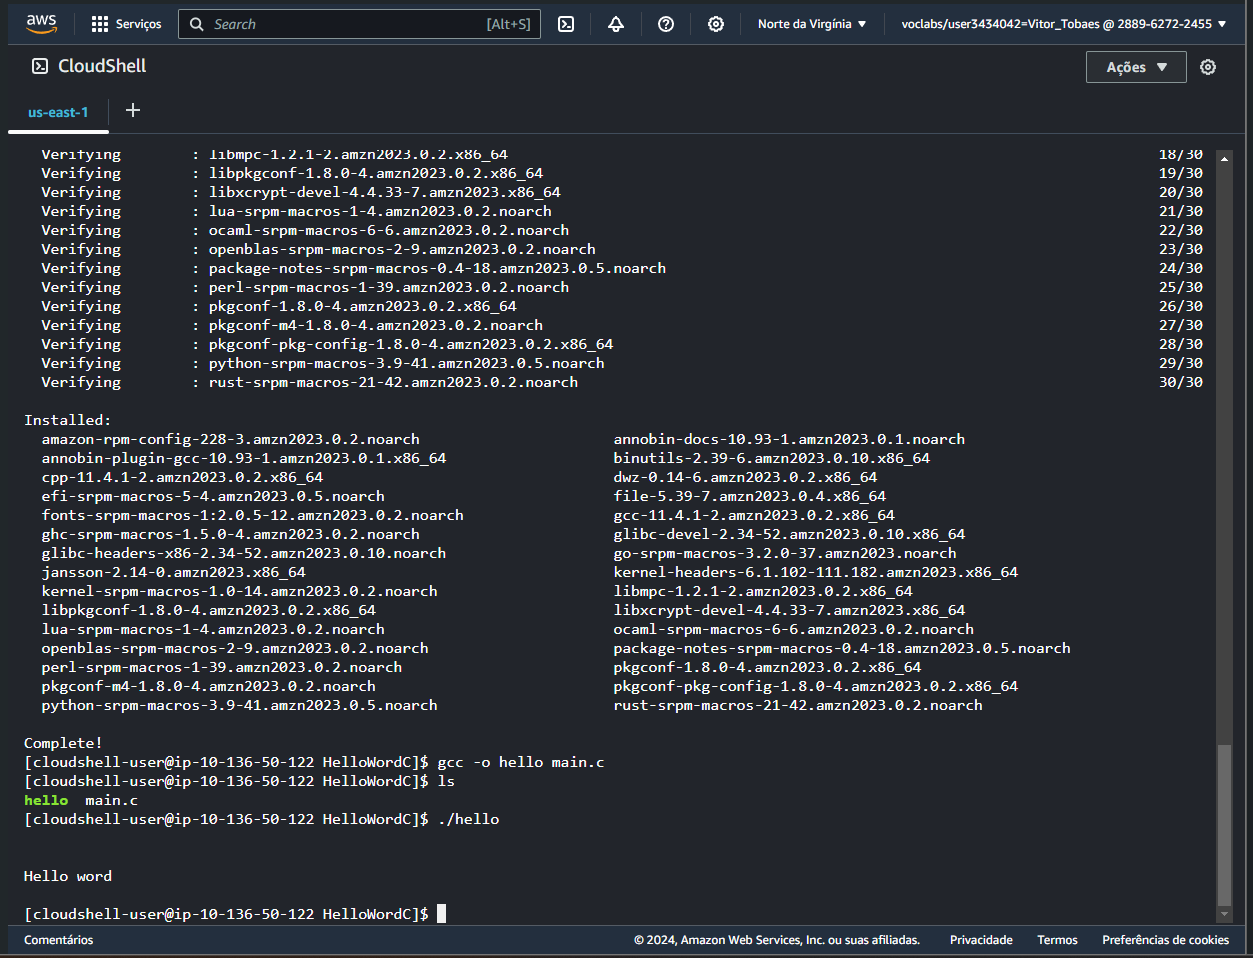 aws Serviços Search [Alt+S] Norte da Virgínia voclabs/user3434042=Vitor_Tobaes @ 2889-6272-2455
CloudShell Ações
us-east-1 +
Verifying : libmpc-1.2.1-2.amzn2023.0.2.x86_64 18/30
Verifying : libpkgconf-1.8.0-4.amzn2023.0.2.x86_64 19/30
Verifying : libxcrypt-devel-4.4.33-7.amzn2023.x86_64 20/30
Verifying : lua-srpm-macros-1-4.amzn2023.0.2.noarch 21/30
Verifying : ocaml-srpm-macros-6-6.amzn2023.0.2.noarch 22/30
Verifying : openblas-srpm-macros-2-9.amzn2023.0.2.noarch 23/30
Verifying : package-notes-srpm-macros-0.4-18.amzn2023.0.5.noarch 24/30
Verifying : perl-srpm-macros-1-39.amzn2023.0.2.noarch 25/30
Verifying : pkgconf-1.8.0-4.amzn2023.0.2.x86_64 26/30
Verifying : pkgconf-m4-1.8.0-4.amzn2023.0.2.noarch 27/30
Verifying : pkgconf-pkg-config-1.8.0-4.amzn2023.0.2.x86_64 28/30
Verifying : python-srpm-macros-3.9-41.amzn2023.0.5.noarch 29/30
Verifying : rust-srpm-macros-21-42.amzn2023.0.2.noarch 30/30
Installed:
amazon-rpm-config-228-3.amzn2023.0.2.noarch annobin-docs-10.93-1.amzn2023.0.1.noarch
annobin-plugin-gcc-10.93-1.amzn2023.0.1.x86_64 binutils-2.39-6.amzn2023.0.10.x86_64
cpp-11.4.1-2.amzn2023.0.2.x86_64 dwz-0.14-6.amzn2023.0.2.x86_64
efi-srpm-macros-5-4.amzn2023.0.5.noarch file-5.39-7.amzn2023.0.4.x86_64
fonts-srpm-macros-1:2.0.5-12.amzn2023.0.2.noarch gcc-11.4.1-2.amzn2023.0.2.x86_64
ghc-srpm-macros-1.5.0-4.amzn2023.0.2.noarch glibc-devel-2.34-52.amzn2023.0.10.x86_64
glibc-headers-x86-2.34-52.amzn2023.0.10.noarch go-srpm-macros-3.2.0-37.amzn2023.noarch
jansson-2.14-0.amzn2023.x86_64 kernel-headers-6.1.102-111.182.amzn2023.x86_64
kernel-srpm-macros-1.0-14.amzn2023.0.2.noarch libmpc-1.2.1-2.amzn2023.0.2.x86_64
libpkgconf-1.8.0-4.amzn2023.0.2.x86_64 libxcrypt-devel-4.4.33-7.amzn2023.x86_64
lua-srpm-macros-1-4.amzn2023.0.2.noarch ocaml-srpm-macros-6-6.amzn2023.0.2.noarch
openblas-srpm-macros-2-9.amzn2023.0.2.noarch package-notes-srpm-macros-0.4-18.amzn2023.0.5.noarch
perl-srpm-macros-1-39.amzn2023.0.2.noarch pkgconf-1.8.0-4.amzn2023.0.2.x86_64
pkgconf-m4-1.8.0-4.amzn2023.0.2.noarch pkgconf-pkg-config-1.8.0-4.amzn2023.0.2.x86_64
python-srpm-macros-3.9-41.amzn2023.0.5.noarch rust-srpm-macros-21-42.amzn2023.0.2.noarch
Complete!
[cloudshell-user@ip-10-136-50-122 HelloWordC]$ gcc -o hello main.c
[cloudshell-user@ip-10-136-50-122 HelloWordC]$ ls
hello main.c
[cloudshell-user@ip-10-136-50-122 HelloWordC]$ ./hello
Hello word
[cloudshell-user@ip-10-136-50-122 HelloWordC]$
Comentários © 2024, Amazon Web Services, Inc. ou suas afiliadas. Privacidade Termos Preferências de cookies